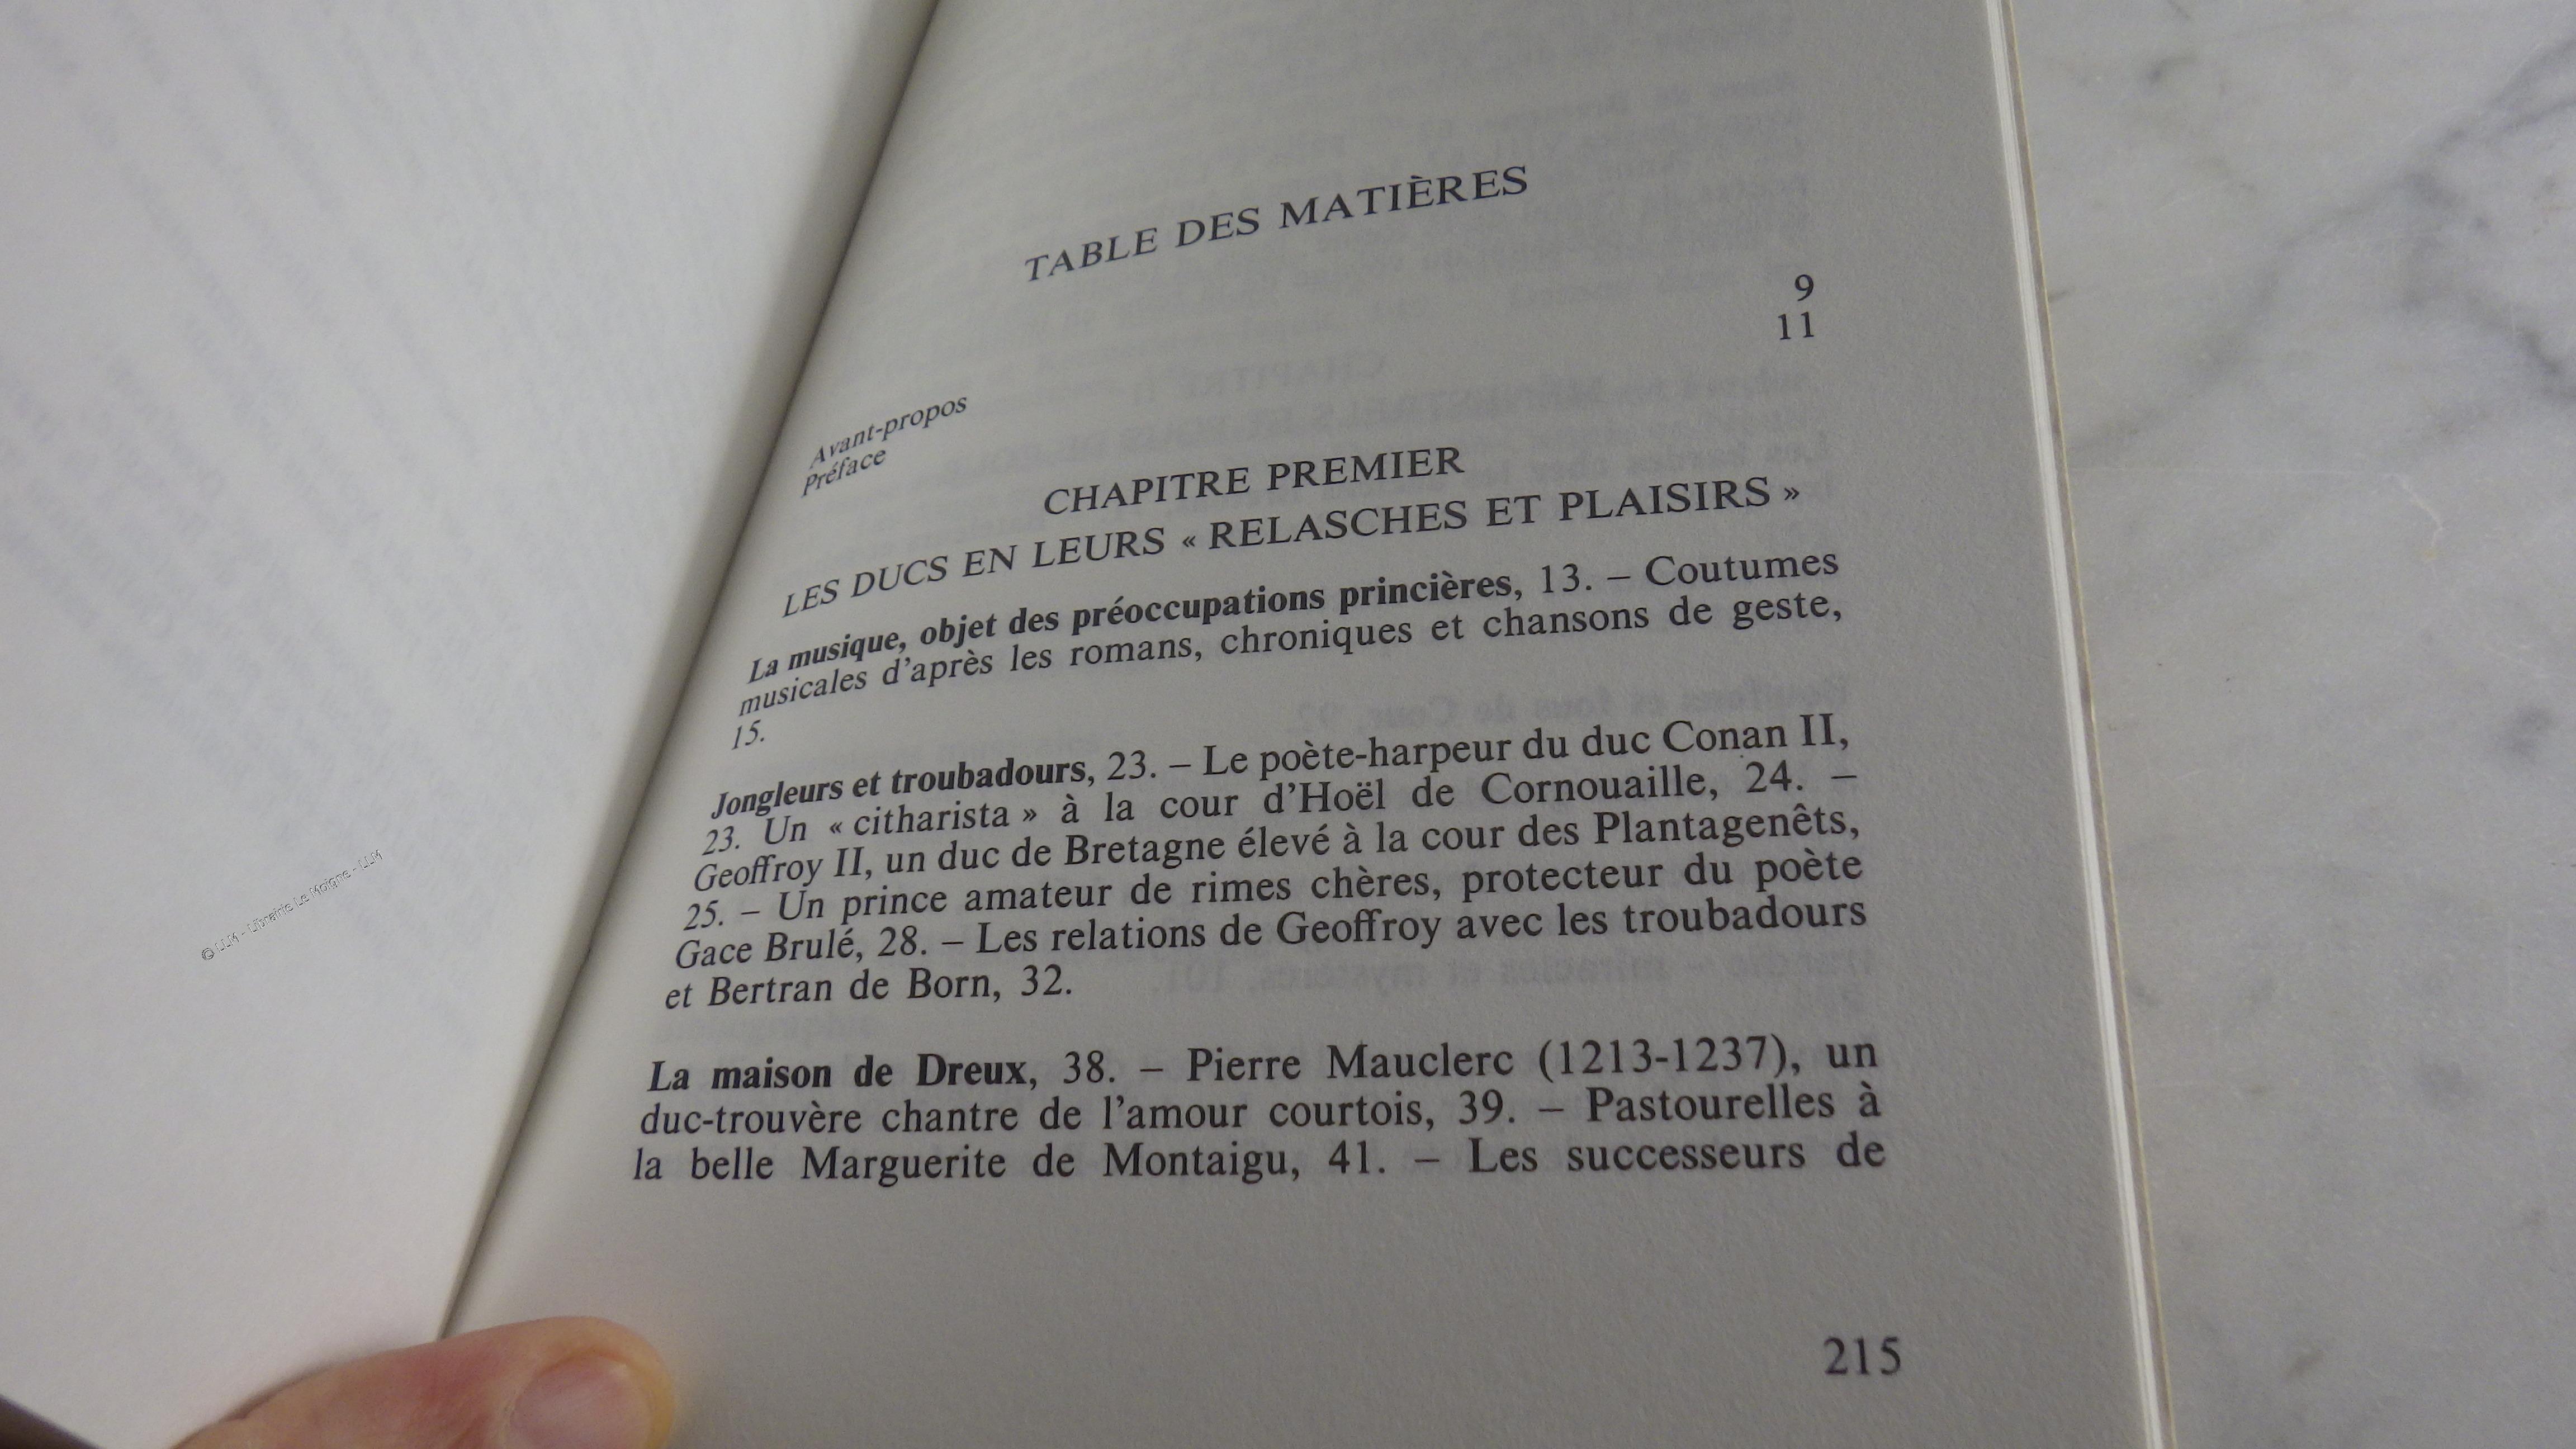 TABLE DES MATIÈRES
Avant-propos 9
Préface 11
CHAPITRE PREMIER
LES DUCS EN LEURS « RELASCHES ET PLAISIRS »
La musique, objet des préoccupations princières, 13. – Coutumes
musicales d'après les romans, chroniques et chansons de geste,
15.
Jongleurs et troubadours, 23. – Le poète-harpeur du duc Conan II,
23. Un « citharista » à la cour d'Hoël de Cornouaille, 24. –
Geoffroy II, un duc de Bretagne élevé à la cour des Plantagenêts,
25. – Un prince amateur de rimes chères, protecteur du poète
Gace Brulé, 28. – Les relations de Geoffroy avec les troubadours
et Bertran de Born, 32.
La maison de Dreux, 38. – Pierre Mauclerc (1213-1237), un
duc-trouvère chantre de l'amour courtois, 39. – Pastourelles à
la belle Marguerite de Montaigu, 41. – Les successeurs de
215
© LLM - Librairie Le Moigne - LLM